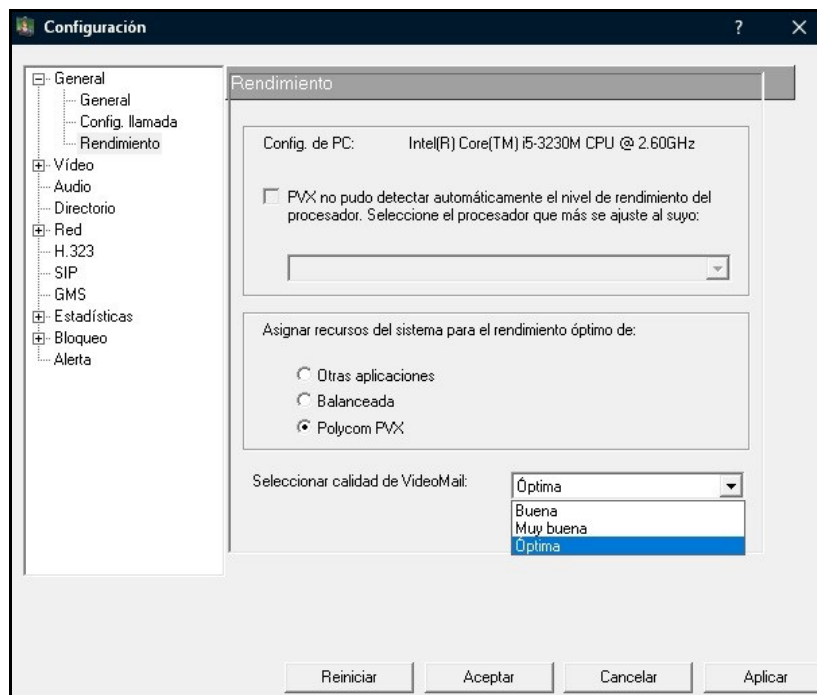 Configuración
General
General
Config. llamada
Rendimiento
Vídeo
Audio
Directorio
Red
H.323
SIP
GMS
Estadísticas
Bloqueo
Alerta
Rendimiento
Config. de PC: Intel(R) Core(TM) i5-3230M CPU @ 2.60GHz
PVX no pudo detectar automáticamente el nivel de rendimiento del
procesador. Seleccione el procesador que más se ajuste al suyo:
Asignar recursos del sistema para el rendimiento óptimo de:
Otras aplicaciones
Balanceada
Polycom PVX
Seleccionar calidad de VideoMail: Óptima
Buena
Muy buena
Óptima
Reiniciar Aceptar Cancelar Aplicar